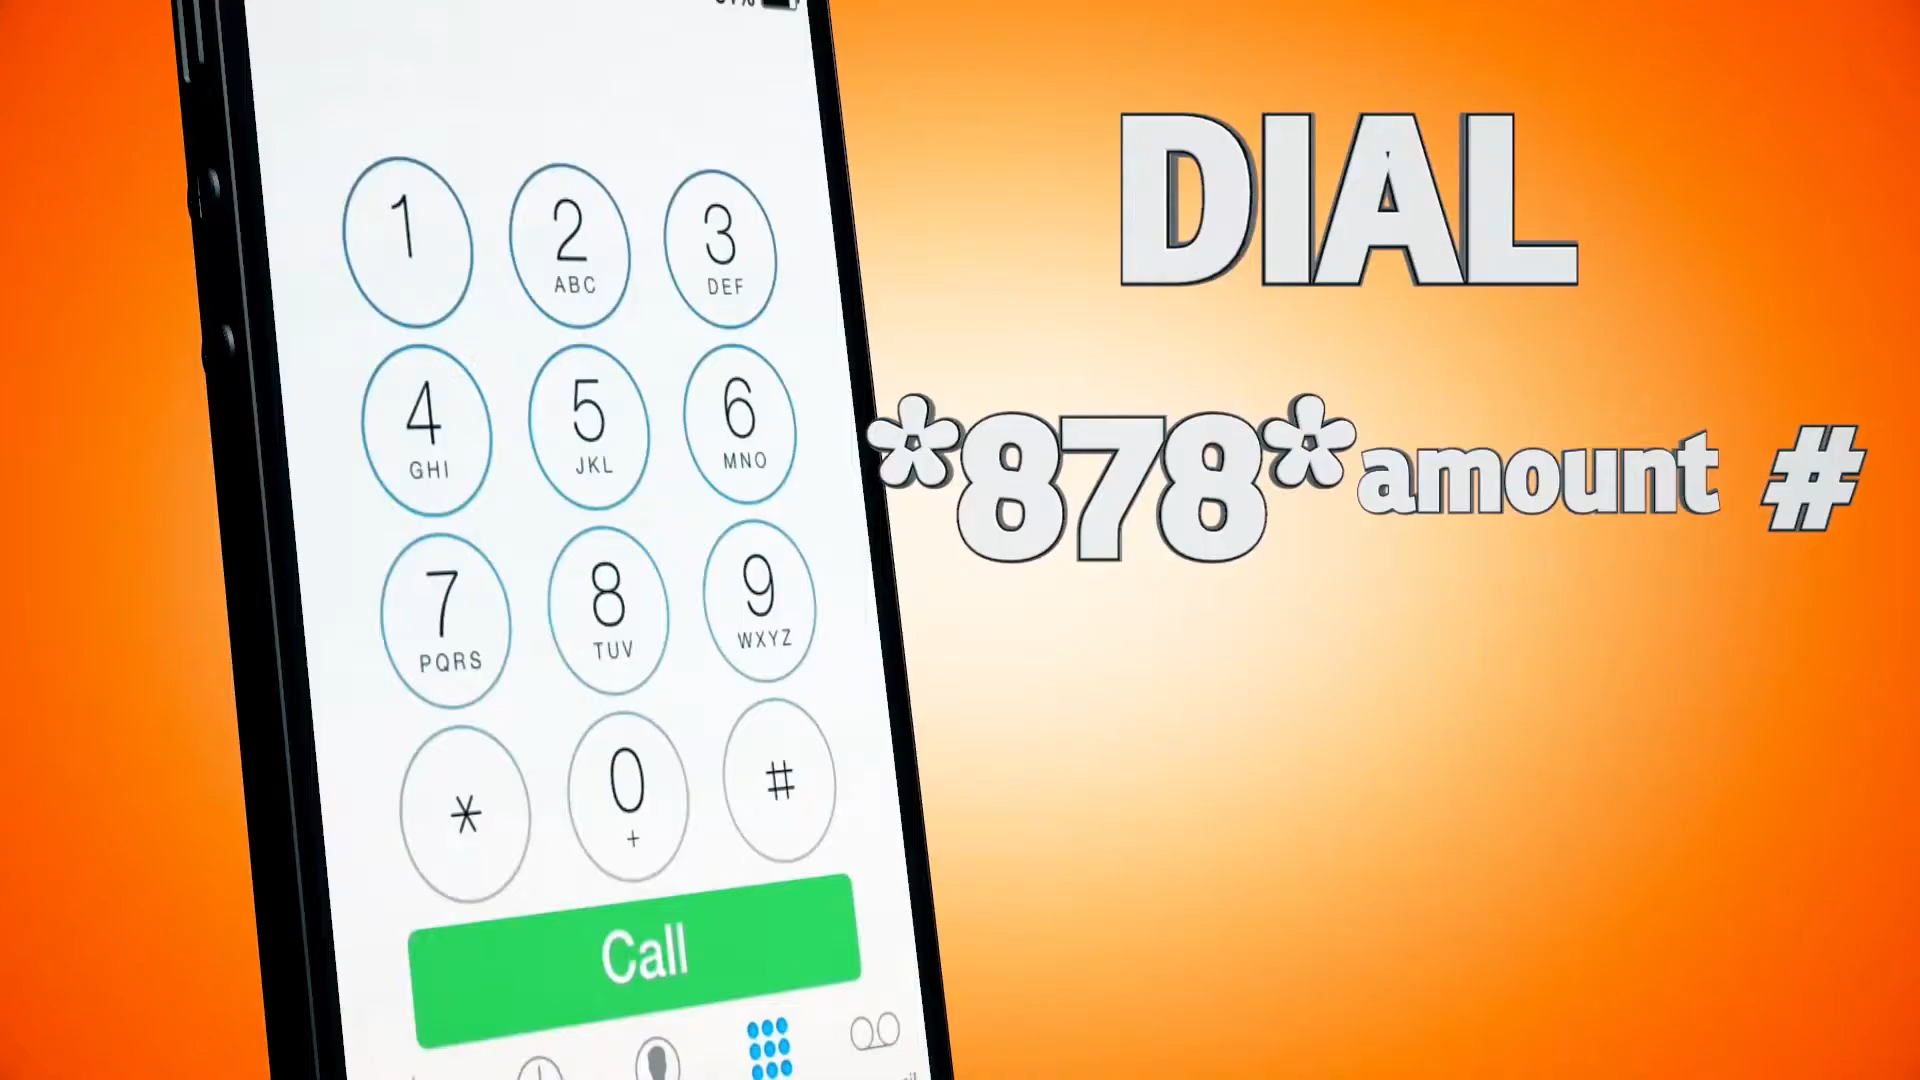 1
2
ABC
3
DEF
4
GHI
5
JKL
6
MNO
7
PQRS
8
TUV
9
WXYZ
*
0
+
#
Call
DIAL
*878*amount #